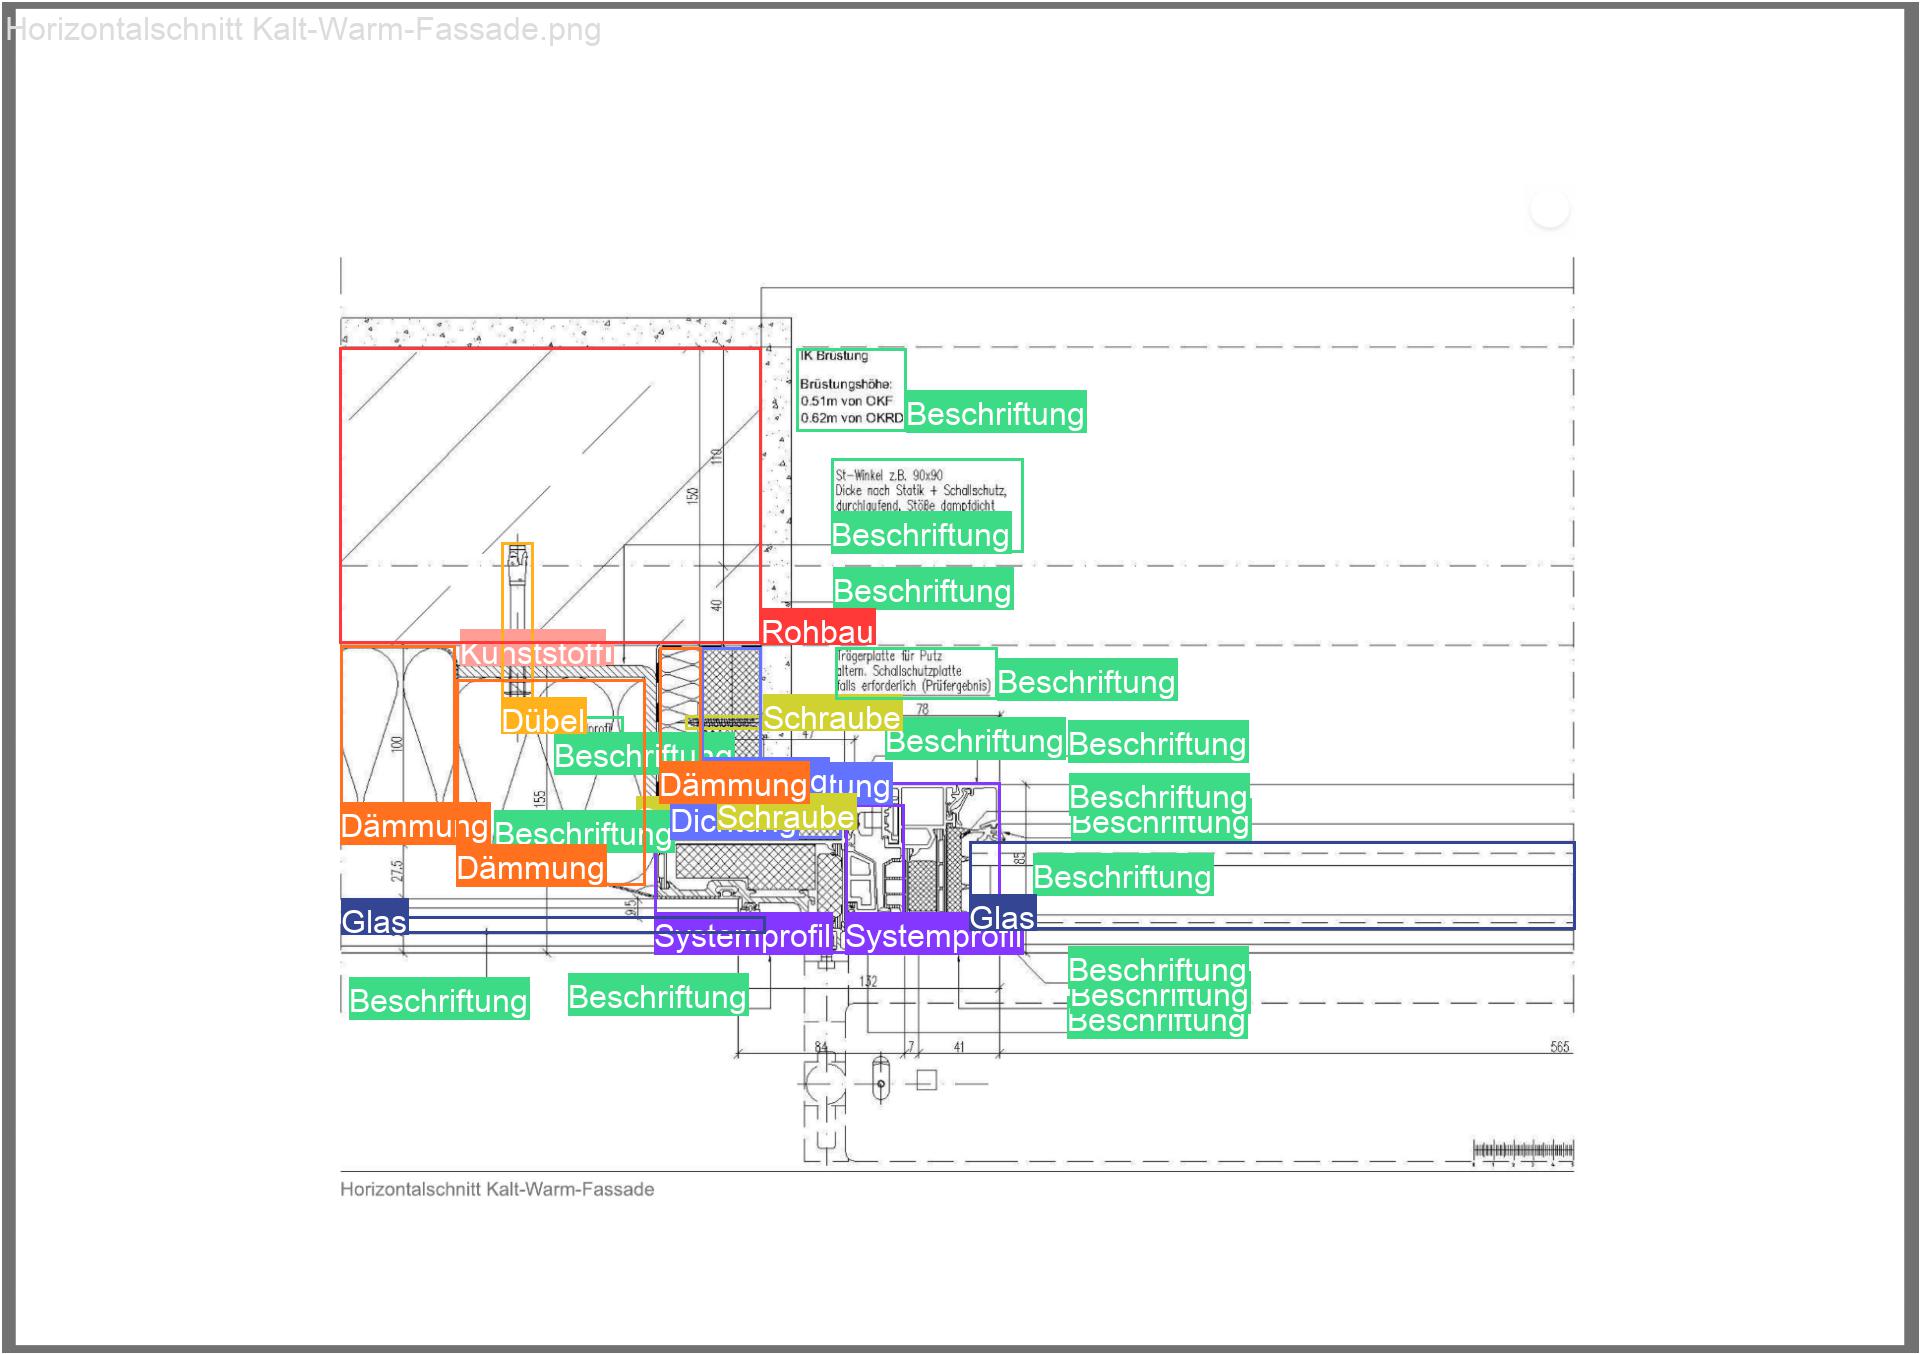 Horizontalschnitt Kalt-Warm-Fassade.png
IK Brüstung
Brüstungshöhe:
0.51m von OKF
0.62m von OKRD
Beschriftung
St-Winkel z.B. 90x90
Dicke nach Statik + Schallschutz,
durchlaufend, Stöße dampfdicht
Beschriftung
110
150
Beschriftung
40
Rohbau
Kunststoff
Trägerplatte für Putz
altern. Schallschutzplatte
falls erforderlich (Prüfergebnis)
Beschriftung
Dübel
Schraube
78
47
Beschriftung
Beschriftung
Beschriftung
100
Dämmung
155
Beschriftung
Beschriftung
Schraube
Dämmung
Beschriftung
Dämmung
27,5
85
Beschriftung
9,5
Glas
Glas
Systemprofil
Systemprofil
Beschriftung
Beschriftung
Beschriftung
Beschriftung
Beschriftung
132
84
7
41
565
Horizontalschnitt Kalt-Warm-Fassade